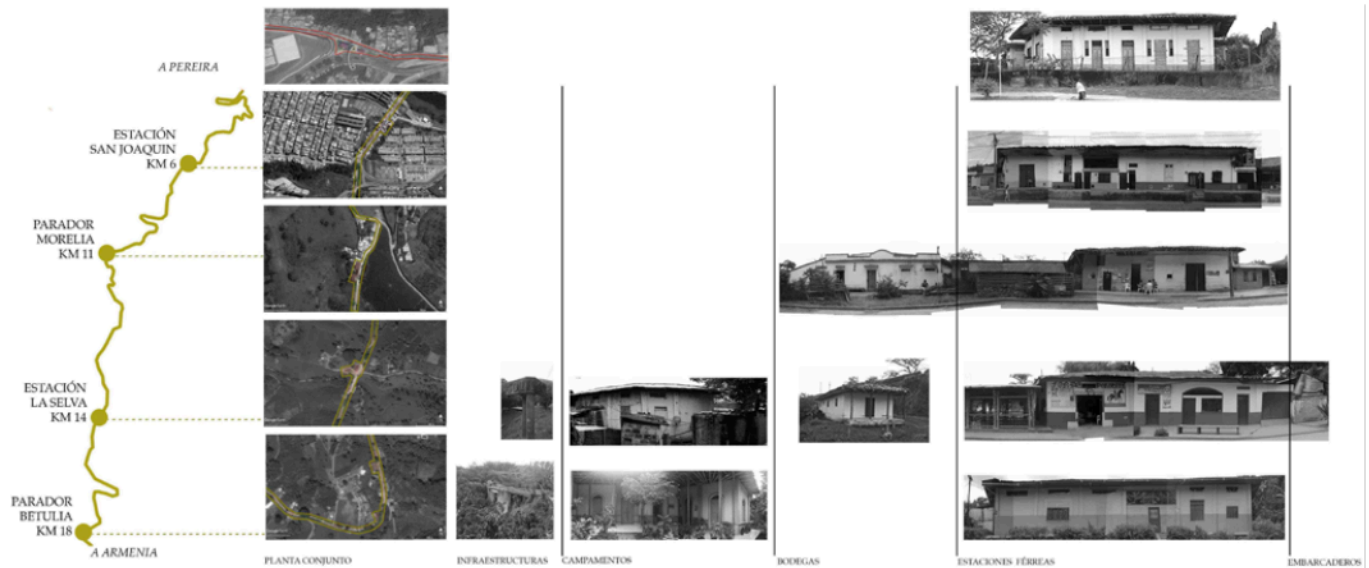 A PEREIRA
ESTACIÓN
SAN JOAQUIN
KM 6
PARADOR
MORELIA
KM 11
ESTACIÓN
LA SELVA
KM 14
PARADOR
BETULIA
KM 18
A ARMENIA
PLANTA CONJUNTO
INFRAESTRUCTURAS
CAMPAMENTOS
BODEGAS
ESTACIONES FÉRREAS
EMBARCADEROS